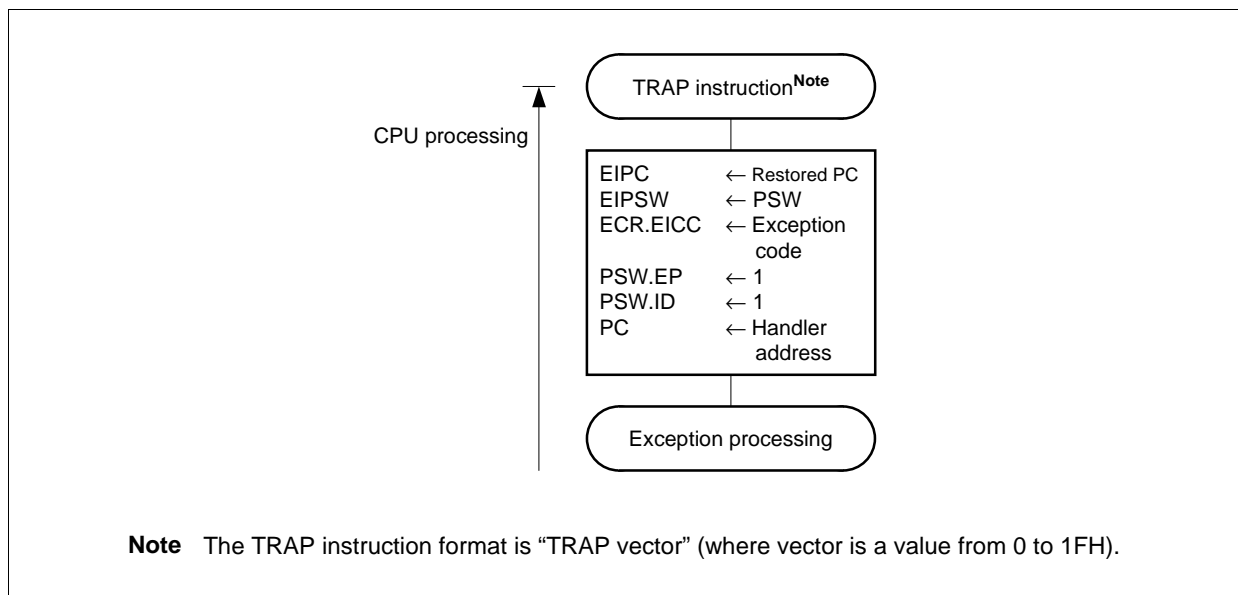 TRAP instructionNote
CPU processing
EIPC ← Restored PC
EIPSW ← PSW
ECR.EICC ← Exception
code
PSW.EP ← 1
PSW.ID ← 1
PC ← Handler
address
Exception processing
Note The TRAP instruction format is “TRAP vector” (where vector is a value from 0 to 1FH).